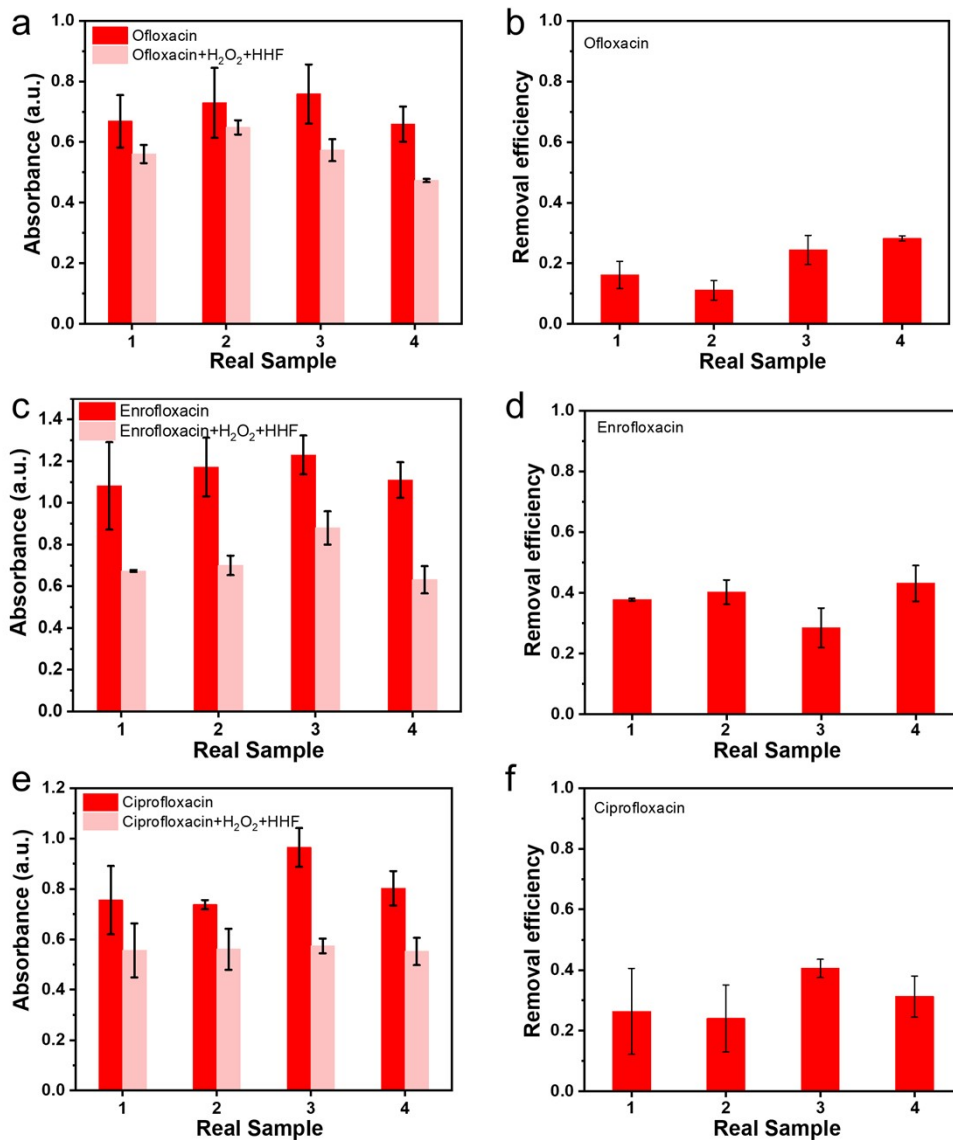 a
1.0
0.8
0.6
0.4
0.2
0.0
Absorbance (a.u.)
Ofloxacin
Ofloxacin+H₂O₂+HHF
1 2 3 4
Real Sample
b
1.0
0.8
0.6
0.4
0.2
0.0
Removal efficiency
Ofloxacin
1 2 3 4
Real Sample
c
1.4
1.2
1.0
0.8
0.6
0.4
0.2
0.0
Absorbance (a.u.)
Enrofloxacin
Enrofloxacin+H₂O₂+HHF
1 2 3 4
Real Sample
d
1.0
0.8
0.6
0.4
0.2
0.0
Removal efficiency
Enrofloxacin
1 2 3 4
Real Sample
e
1.2
1.0
0.8
0.6
0.4
0.2
0.0
Absorbance (a.u.)
Ciprofloxacin
Ciprofloxacin+H₂O₂+HHF
1 2 3 4
Real Sample
f
1.0
0.8
0.6
0.4
0.2
0.0
Removal efficiency
Ciprofloxacin
1 2 3 4
Real Sample